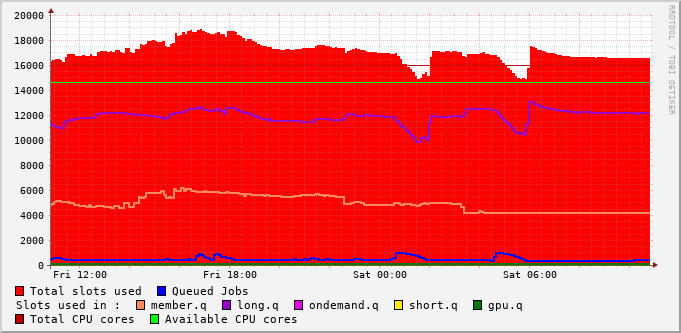 20000
18000
16000
14000
12000
10000
8000
6000
4000
2000
0
Fri 12:00 Fri 18:00 Sat 00:00 Sat 06:00
RRDTOOL / TOBI OETIKER
Total slots used Queued Jobs
Slots used in : member.q long.q ondemand.q short.q gpu.q
Total CPU cores Available CPU cores